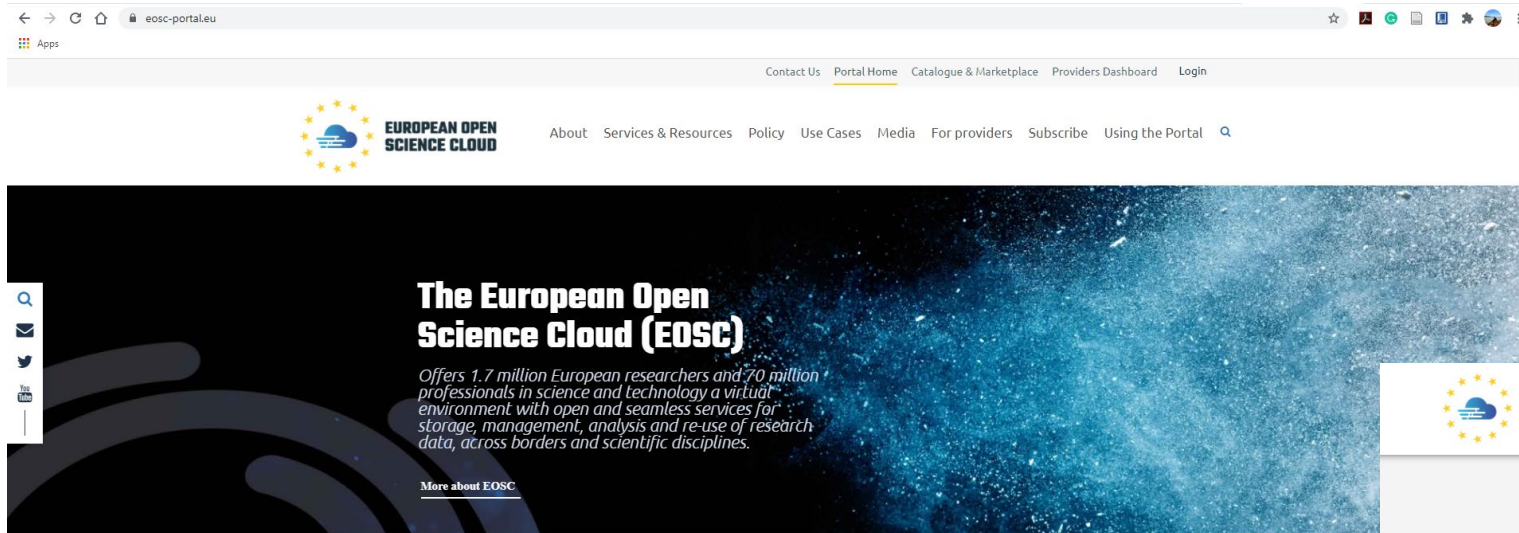 eosc-portal.eu
Apps
Contact Us Portal Home Catalogue & Marketplace Providers Dashboard Login
EUROPEAN OPEN
SCIENCE CLOUD
About Services & Resources Policy Use Cases Media For providers Subscribe Using the Portal
The European Open
Science Cloud (EOSC)
Offers 1.7 million European researchers and 70 million
professionals in science and technology a virtual
environment with open and seamless services for
storage, management, analysis and re-use of research
data, across borders and scientific disciplines.
You
Tube
More about EOSC